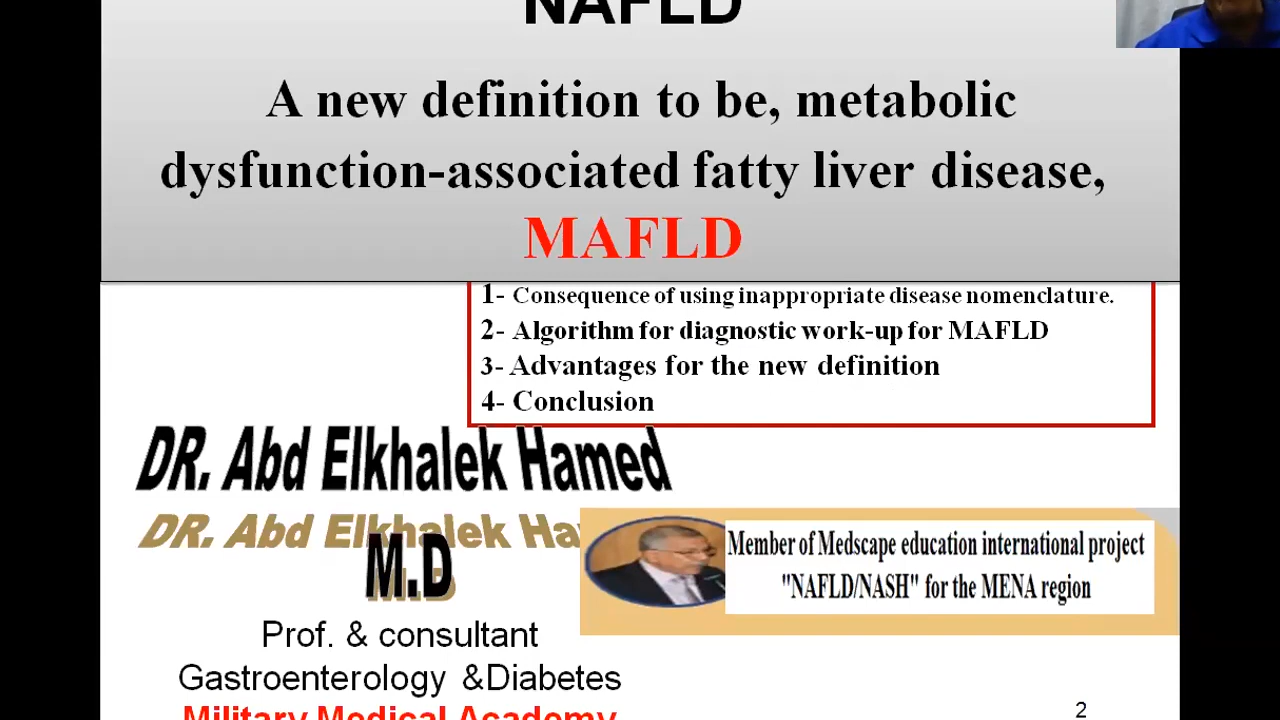 NAFLD
A new definition to be, metabolic
dysfunction-associated fatty liver disease,
MAFLD
1- Consequence of using inappropriate disease nomenclature.
2- Algorithm for diagnostic work-up for MAFLD
3- Advantages for the new definition
4- Conclusion
DR. Abd Elkhalek Hamed
M.D
Member of Medscape education international project
"NAFLD/NASH" for the MENA region
Prof. & consultant
Gastroenterology &Diabetes
Military Medical Academy
2